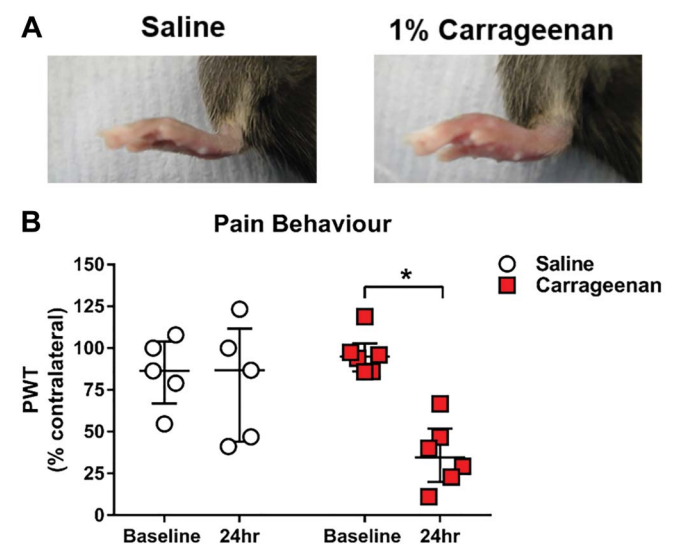 A
Saline
1% Carrageenan
B
Pain Behaviour
PWT
(% contralateral)
150
125
100
75
50
25
0
*
Saline
Carrageenan
Baseline 24hr Baseline 24hr